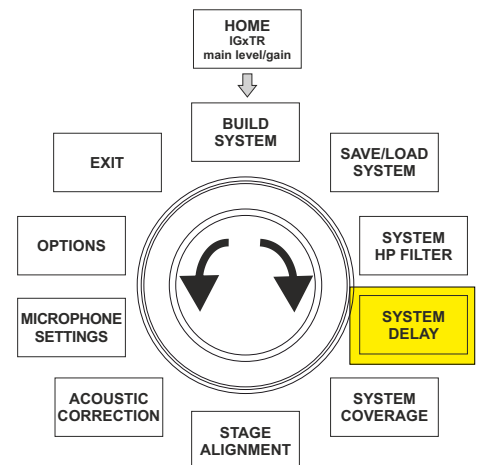 HOME
IGxTR
main level/gain
BUILD
SYSTEM
SAVE/LOAD
SYSTEM
SYSTEM
HP FILTER
SYSTEM
DELAY
SYSTEM
COVERAGE
STAGE
ALIGNMENT
ACOUSTIC
CORRECTION
MICROPHONE
SETTINGS
OPTIONS
EXIT